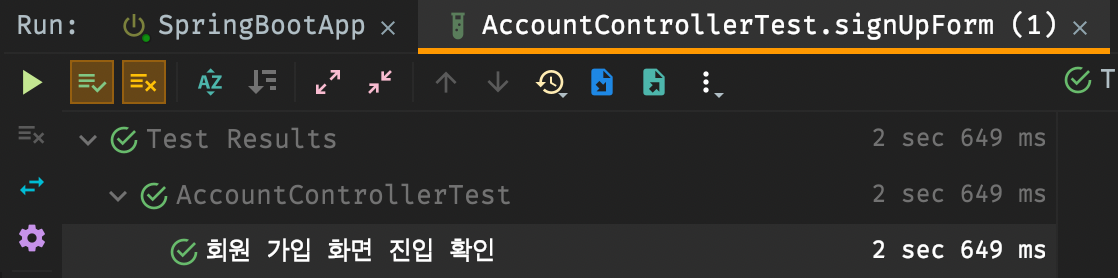 Run: SpringBootApp × AccountControllerTest.signUpForm (1) ×
AZ T
Test Results 2 sec 649 ms
AccountControllerTest 2 sec 649 ms
회원 가입 화면 진입 확인 2 sec 649 ms